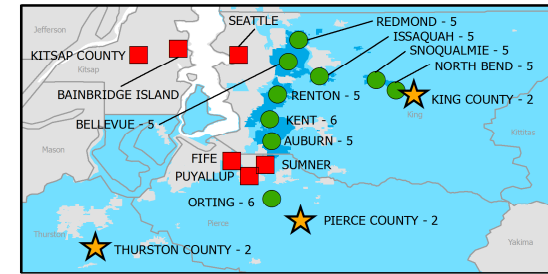 SEATTLE
REDMOND - 5
Jefferson
ISSAQUAH - 5
SNOQUALMIE - 5
KITSAP COUNTY
Kitsap
NORTH BEND - 5
BAINBRIDGE ISLAND
RENTON - 5
KING COUNTY - 2
King
BELLEVUE - 5
KENT - 6
Kittitas
AUBURN - 5
Mason
FIFE
SUMNER
PUYALLUP
ORTING - 6
PIERCE COUNTY - 2
Pierce
Thurston
THURSTON COUNTY - 2
Yakima